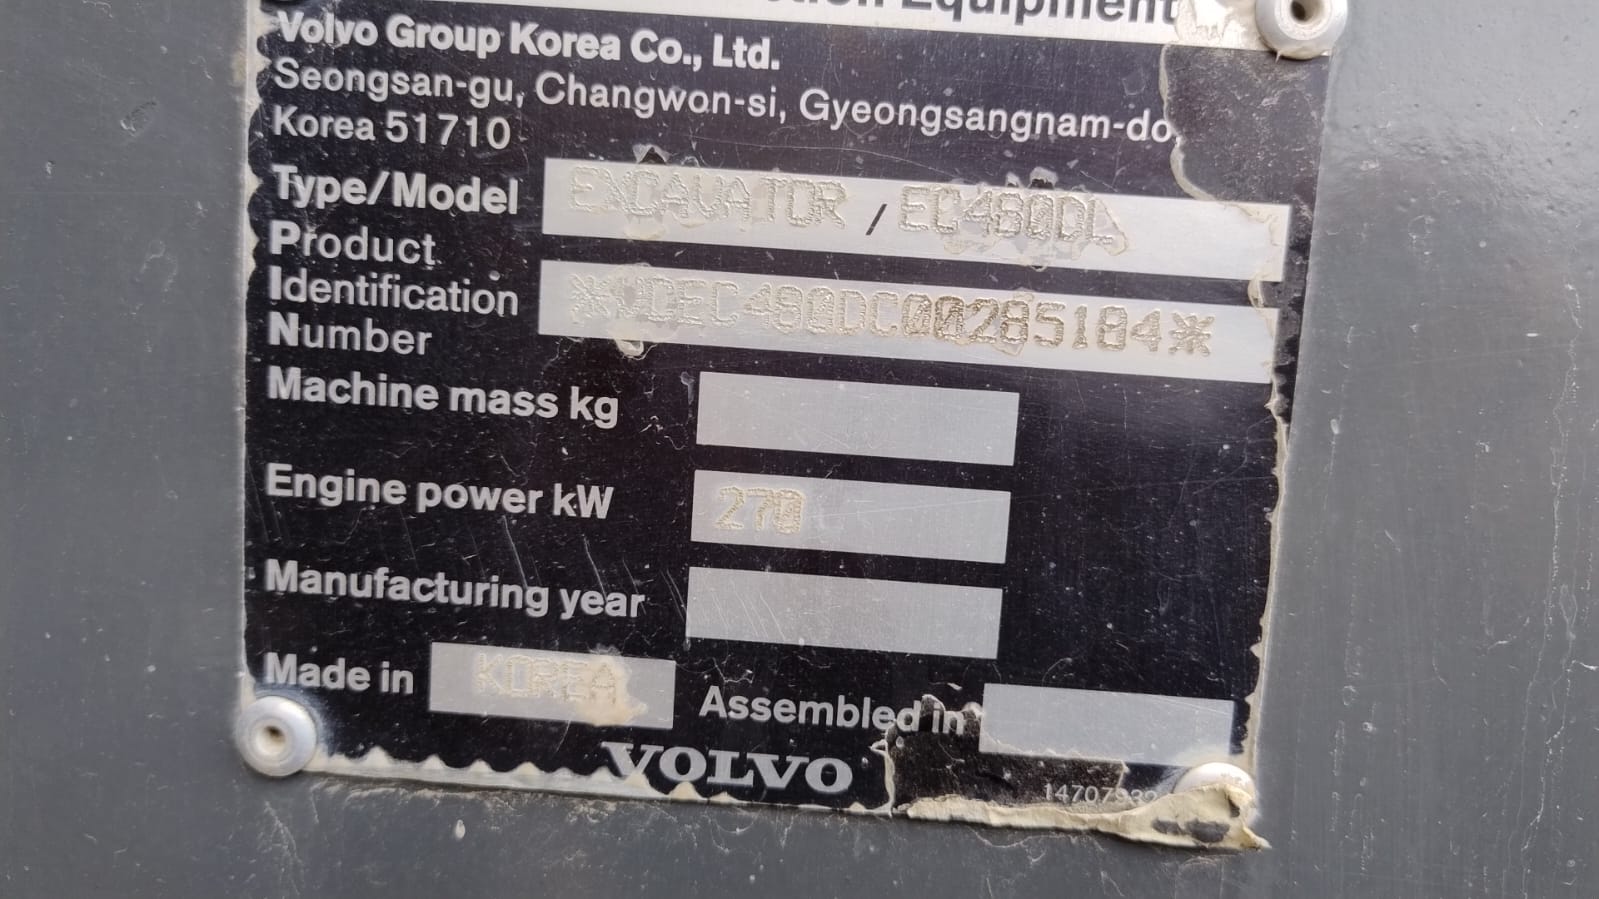 Equipment
Volvo Group Korea Co., Ltd.
Seongsan-gu, Changwon-si, Gyeongsangnam-do
Korea 51710
Type/Model EXCAVATOR / EC480DL
Product
Identification
Number
Machine mass kg
Engine power kW 270
Manufacturing year
Made in KOREA Assembled in
VOLVO